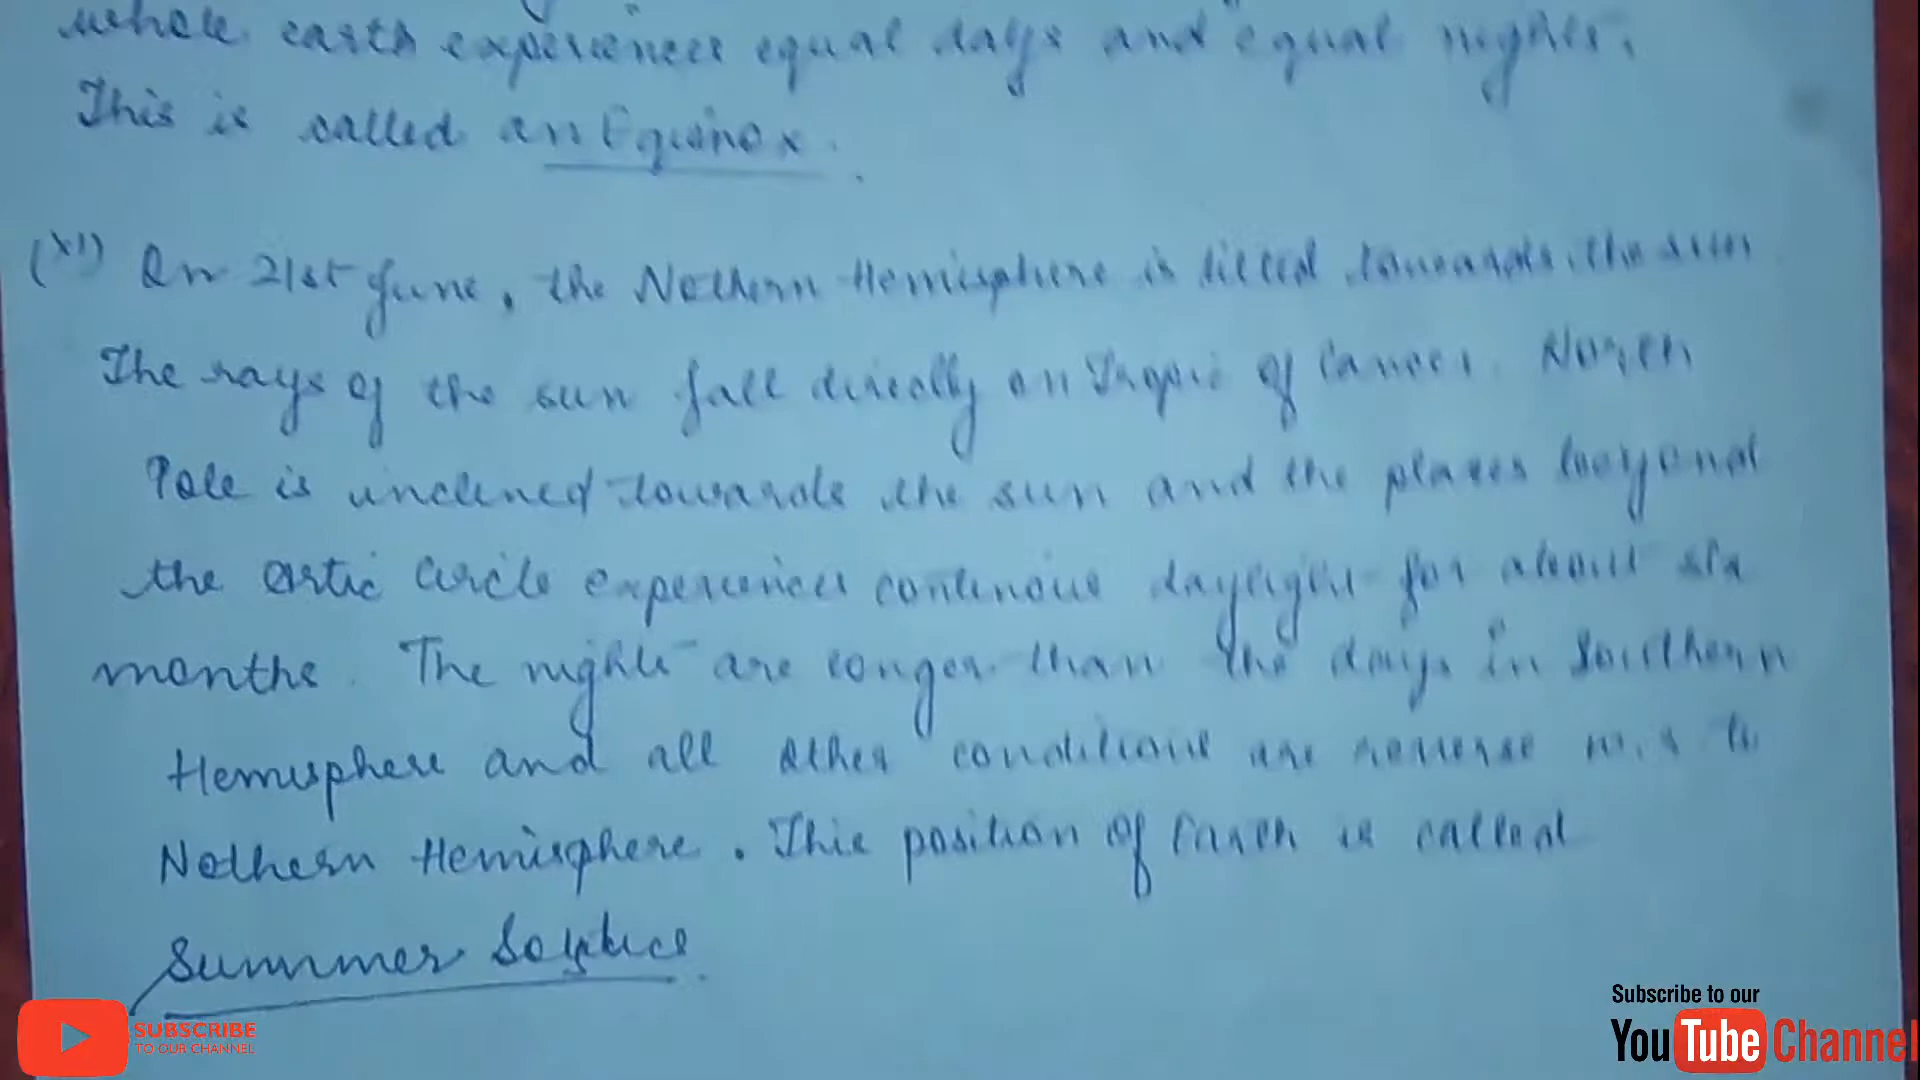 whole earth experiences equal days and equal nights.
This is called an Equinox.
(XI) On 21st June, the Nothern Hemisphere is tilted towards the sun
The rays of the sun fall directly on Tropic of Cancer. North
Pole is inclined towards the sun and the places beyond
the artic circle experiences continous daylight for about six
months. The nights are longer than the days in Southern
Hemisphere and all other conditions are reverse to
Nothern Hemisphere. This position of Earth is called
Summer Solstice
SUBSCRIBE
TO OUR CHANNEL
Subscribe to our
YouTube Channel